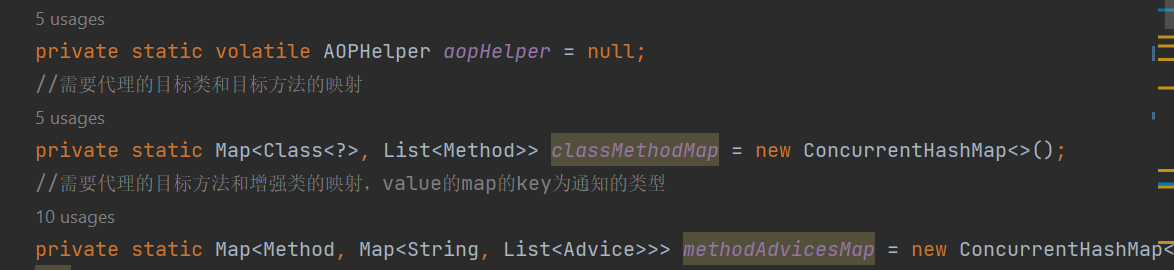 5 usages
private static volatile AOPHelper aopHelper = null;
//需要代理的目标类和目标方法的映射
5 usages
private static Map<Class<?>, List<Method>> classMethodMap = new ConcurrentHashMap<>();
//需要代理的目标方法和增强类的映射，value的map的key为通知的类型
10 usages
private static Map<Method, Map<String, List<Advice>>> methodAdvicesMap = new ConcurrentHashMap<